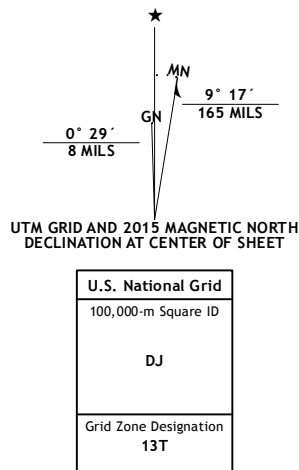 ★
MN
GN
9° 17´
165 MILS
0° 29´
8 MILS
UTM GRID AND 2015 MAGNETIC NORTH
DECLINATION AT CENTER OF SHEET
U.S. National Grid
100,000-m Square ID
DJ
Grid Zone Designation
13T